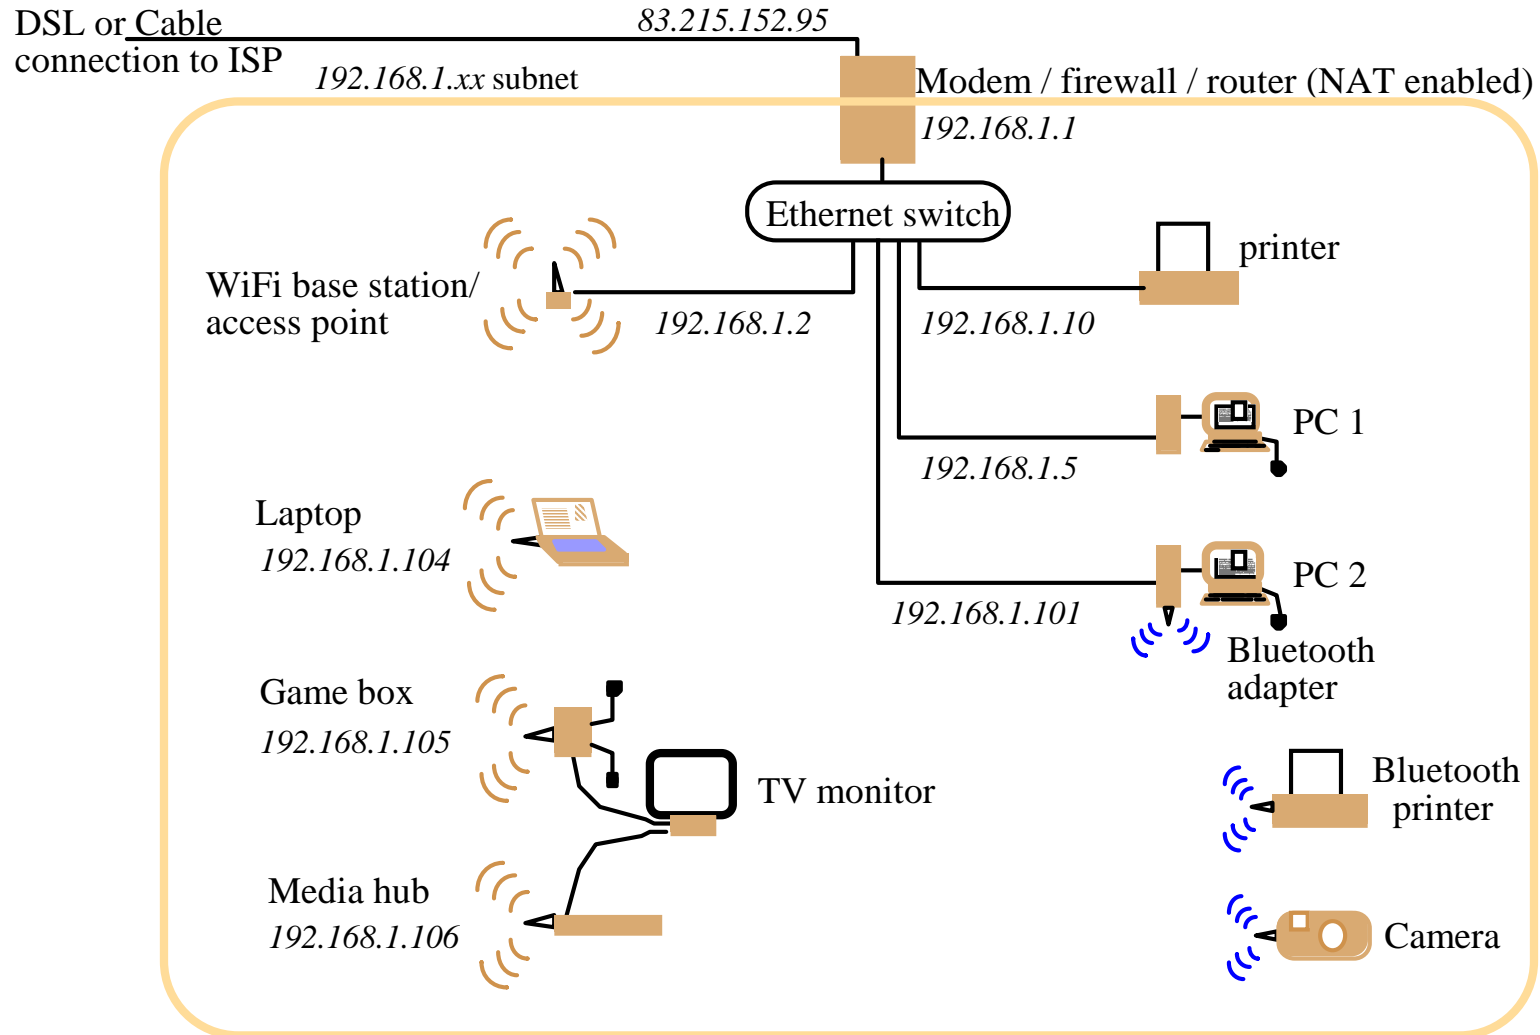 DSL or Cable
connection to ISP
83.215.152.95
192.168.1.xx subnet
Modem / firewall / router (NAT enabled)
192.168.1.1
Ethernet switch
printer
WiFi base station/
access point
192.168.1.2
192.168.1.10
PC 1
192.168.1.5
Laptop
192.168.1.104
PC 2
192.168.1.101
Bluetooth
adapter
Game box
192.168.1.105
TV monitor
Bluetooth
printer
Media hub
192.168.1.106
Camera